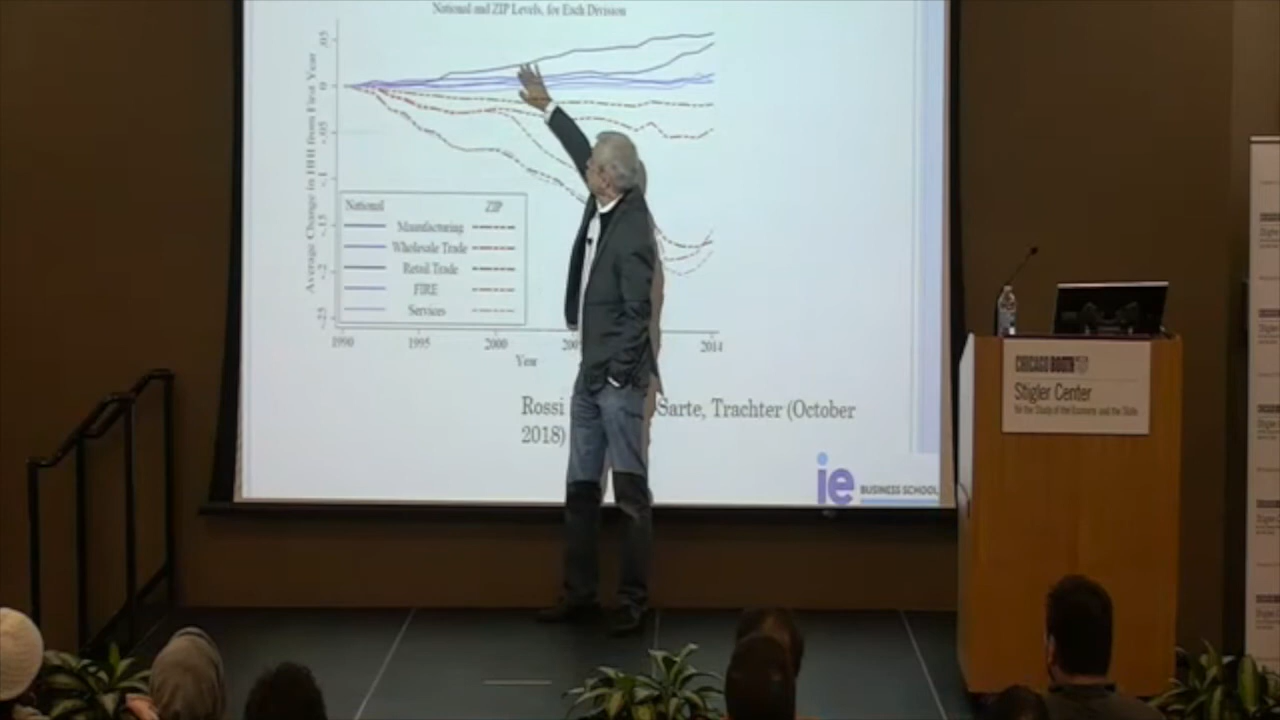 National and ZIP Levels, for Each Division
Average Change in HHI from First Year
.05
0
-.05
-.1
-.15
-.2
-.25
National ZIP
Manufacturing
Wholesale Trade
Retail Trade
FIRE
Services
1990 1995 2000 200 2014
Year
Rossi Sarte, Trachter (October
2018)
ie BUSINESS SCHOOL
CHICAGO BOOTH
Stigler Center
for the Study of the Economy and the State